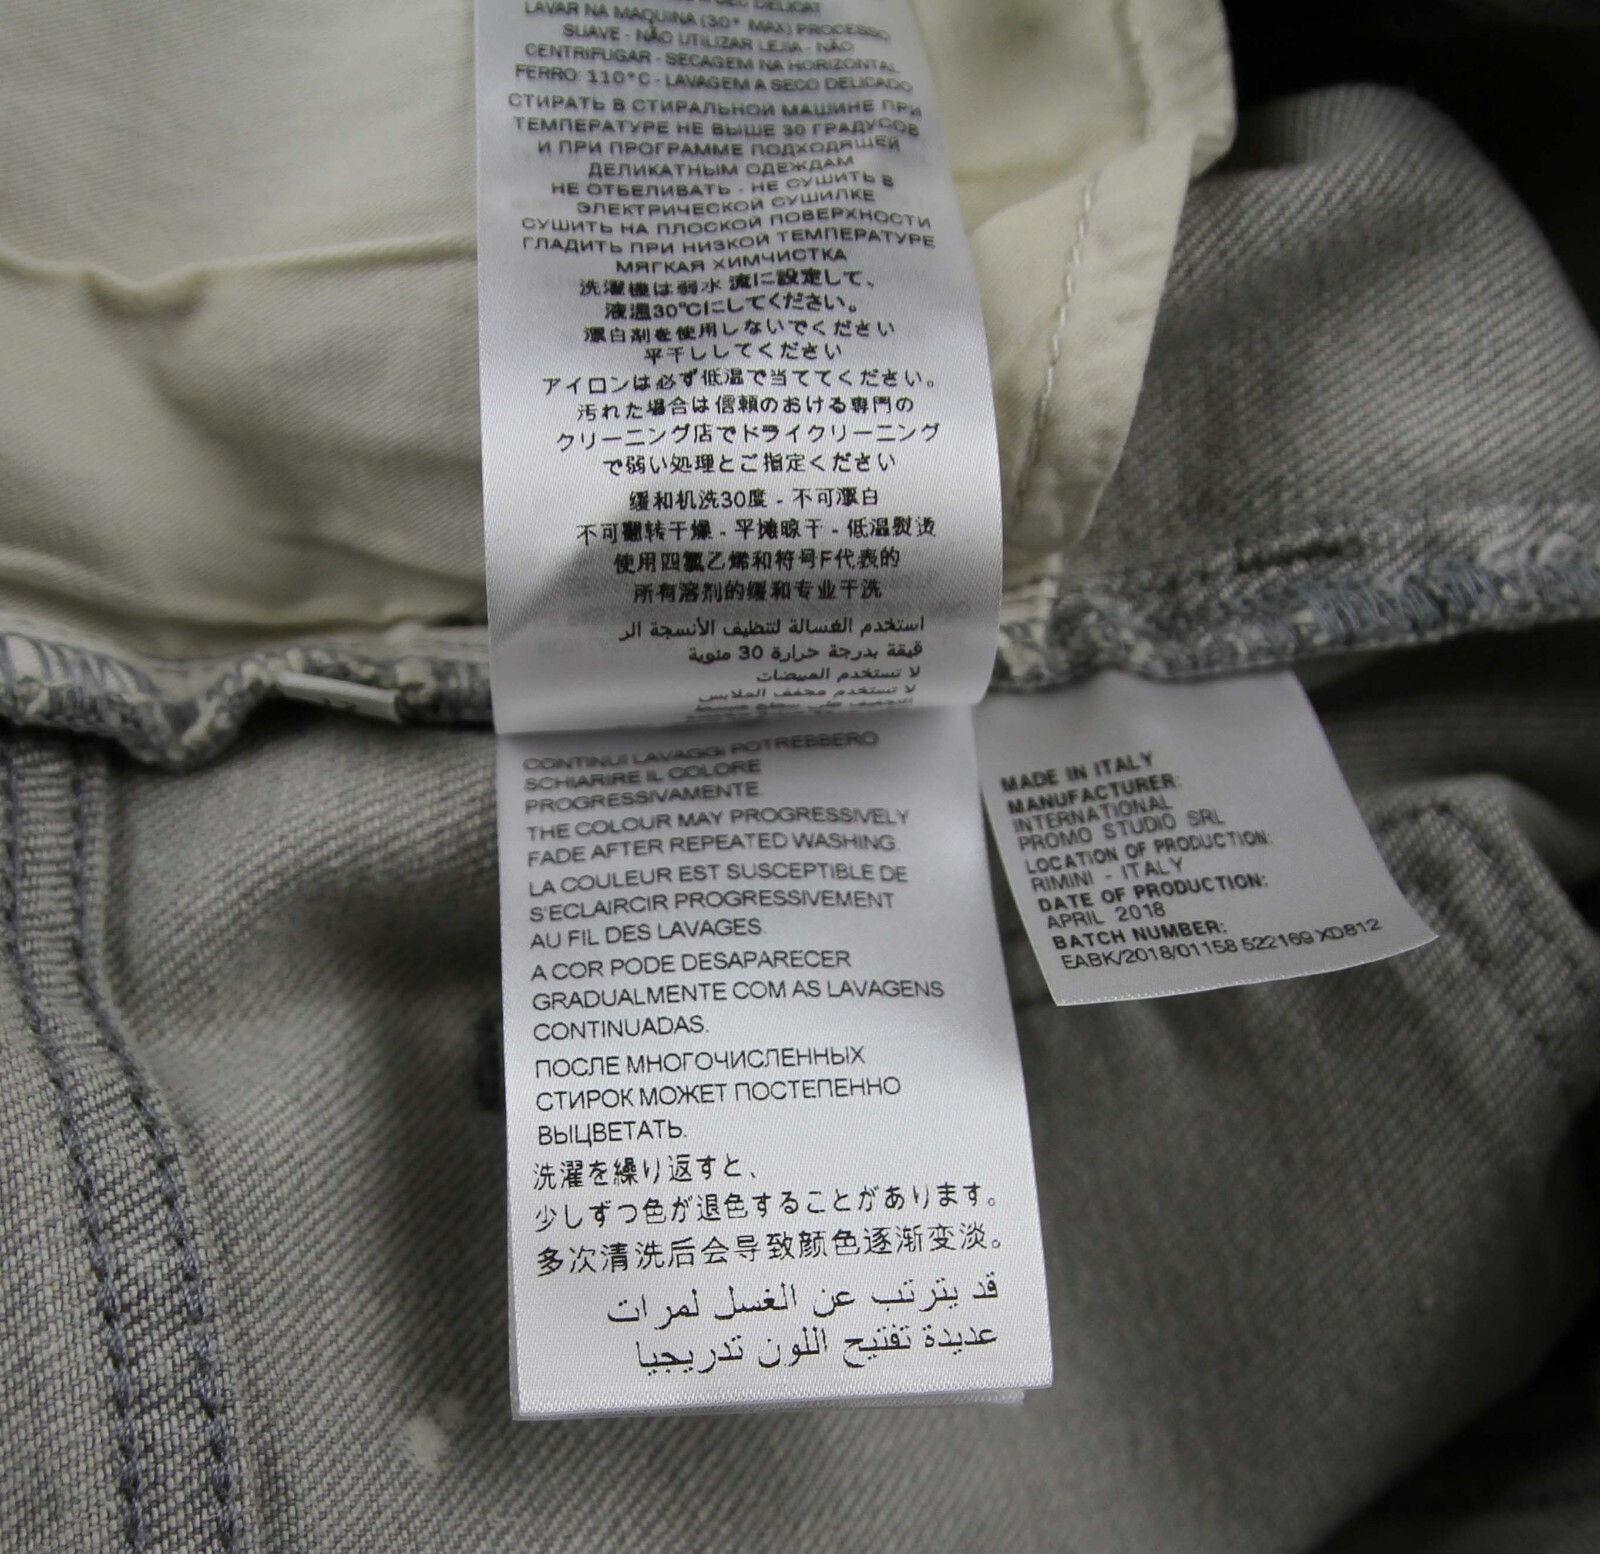 LAVAR NA MAQUINA (30° MAX) PROCESSO
SUAVE - NÃO UTILIZAR LEJIA - NÃO
CENTRIFUGAR - SECAGEM NA HORIZONTAL
FERRO: 110°C - LAVAGEM A SECO DELICADO
СТИРАТЬ В СТИРАЛЬНОЙ МАШИНЕ ПРИ
ТЕМПЕРАТУРЕ НЕ ВЫШЕ 30 ГРАДУСОВ
И ПРИ ПРОГРАММЕ ПОДХОДЯЩЕЙ
ДЕЛИКАТНЫМ ОДЕЖДАМ
НЕ ОТБЕЛИВАТЬ - НЕ СУШИТЬ В
ЭЛЕКТРИЧЕСКОЙ СУШИЛКЕ
СУШИТЬ НА ПЛОСКОЙ ПОВЕРХНОСТИ
ГЛАДИТЬ ПРИ НИЗКОЙ ТЕМПЕРАТУРЕ
МЯГКАЯ ХИМЧИСТКА
洗濯機は弱水流に設定して、
液温30℃にしてください。
漂白剤を使用しないでください
平干ししてください
アイロンは必ず低温で当ててください。
汚れた場合は信頼のおける専門の
クリーニング店でドライクリーニング
で弱い処理とご指定ください
缓和机洗30度 - 不可漂白
不可翻转干燥 - 平摊晾干 - 低温熨烫
使用四氯乙烯和符号F代表的
所有溶剂的缓和专业干洗
استخدم الغسالة لتنظيف الأنسجة الر
قيقة بدرجة حرارة 30 مئوية
لا تستخدم المبيضات
لا تستخدم مجفف الملابس
CONTINUI LAVAGGI POTREBBERO
SCHIARIRE IL COLORE
PROGRESSIVAMENTE.
THE COLOUR MAY PROGRESSIVELY
FADE AFTER REPEATED WASHING.
LA COULEUR EST SUSCEPTIBLE DE
S'ECLAIRCIR PROGRESSIVEMENT
AU FIL DES LAVAGES.
A COR PODE DESAPARECER
GRADUALMENTE COM AS LAVAGENS
CONTINUADAS.
ПОСЛЕ МНОГОЧИСЛЕННЫХ
СТИРОК МОЖЕТ ПОСТЕПЕННО
ВЫЦВЕТАТЬ.
洗濯を繰り返すと、
少しずつ色が退色することがあります。
多次清洗后会导致颜色逐渐变淡。
قد يترتب عن الغسل لمرات
عديدة تفتيح اللون تدريجيا
MADE IN ITALY
MANUFACTURER:
INTERNATIONAL
PROMO STUDIO SRL
LOCATION OF PRODUCTION:
RIMINI - ITALY
DATE OF PRODUCTION:
APRIL 2018
BATCH NUMBER:
EABK/2018/01158 522169 XD812